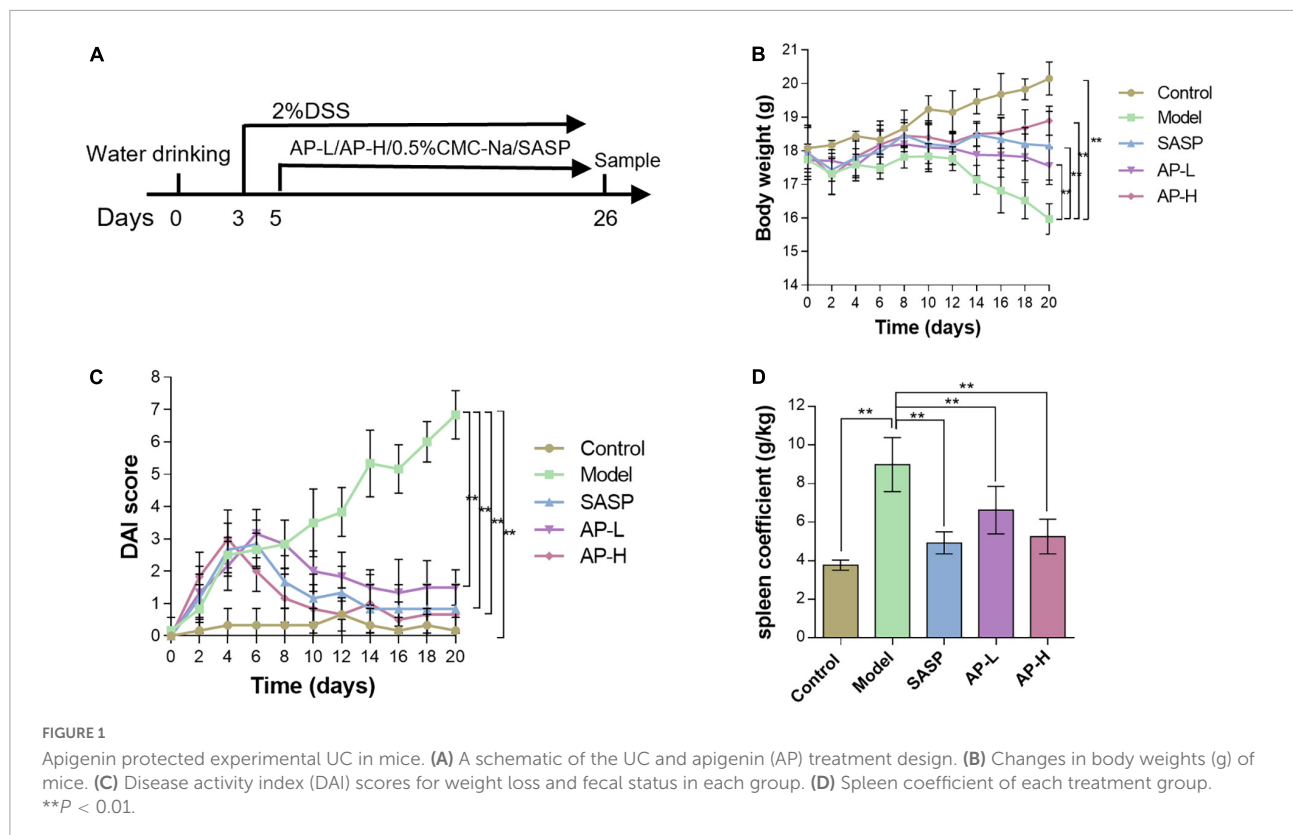 A
2%DSS
AP-L/AP-H/0.5%CMC-Na/SASP
Water drinking
Sample
Days 0 3 5 26
B
Body weight (g)
21
20
19
18
17
16
15
14
0 2 4 6 8 10 12 14 16 18 20
Time (days)
Control
Model
SASP
AP-L
AP-H
**
**
**
**
C
DAI score
8
7
6
5
4
3
2
1
0
0 2 4 6 8 10 12 14 16 18 20
Time (days)
Control
Model
SASP
AP-L
AP-H
**
**
**
**
D
spleen coefficient (g/kg)
12
10
8
6
4
2
0
**
**
**
**
Control
Model
SASP
AP-L
AP-H
FIGURE 1
Apigenin protected experimental UC in mice. (A) A schematic of the UC and apigenin (AP) treatment design. (B) Changes in body weights (g) of
mice. (C) Disease activity index (DAI) scores for weight loss and fecal status in each group. (D) Spleen coefficient of each treatment group.
**P < 0.01.